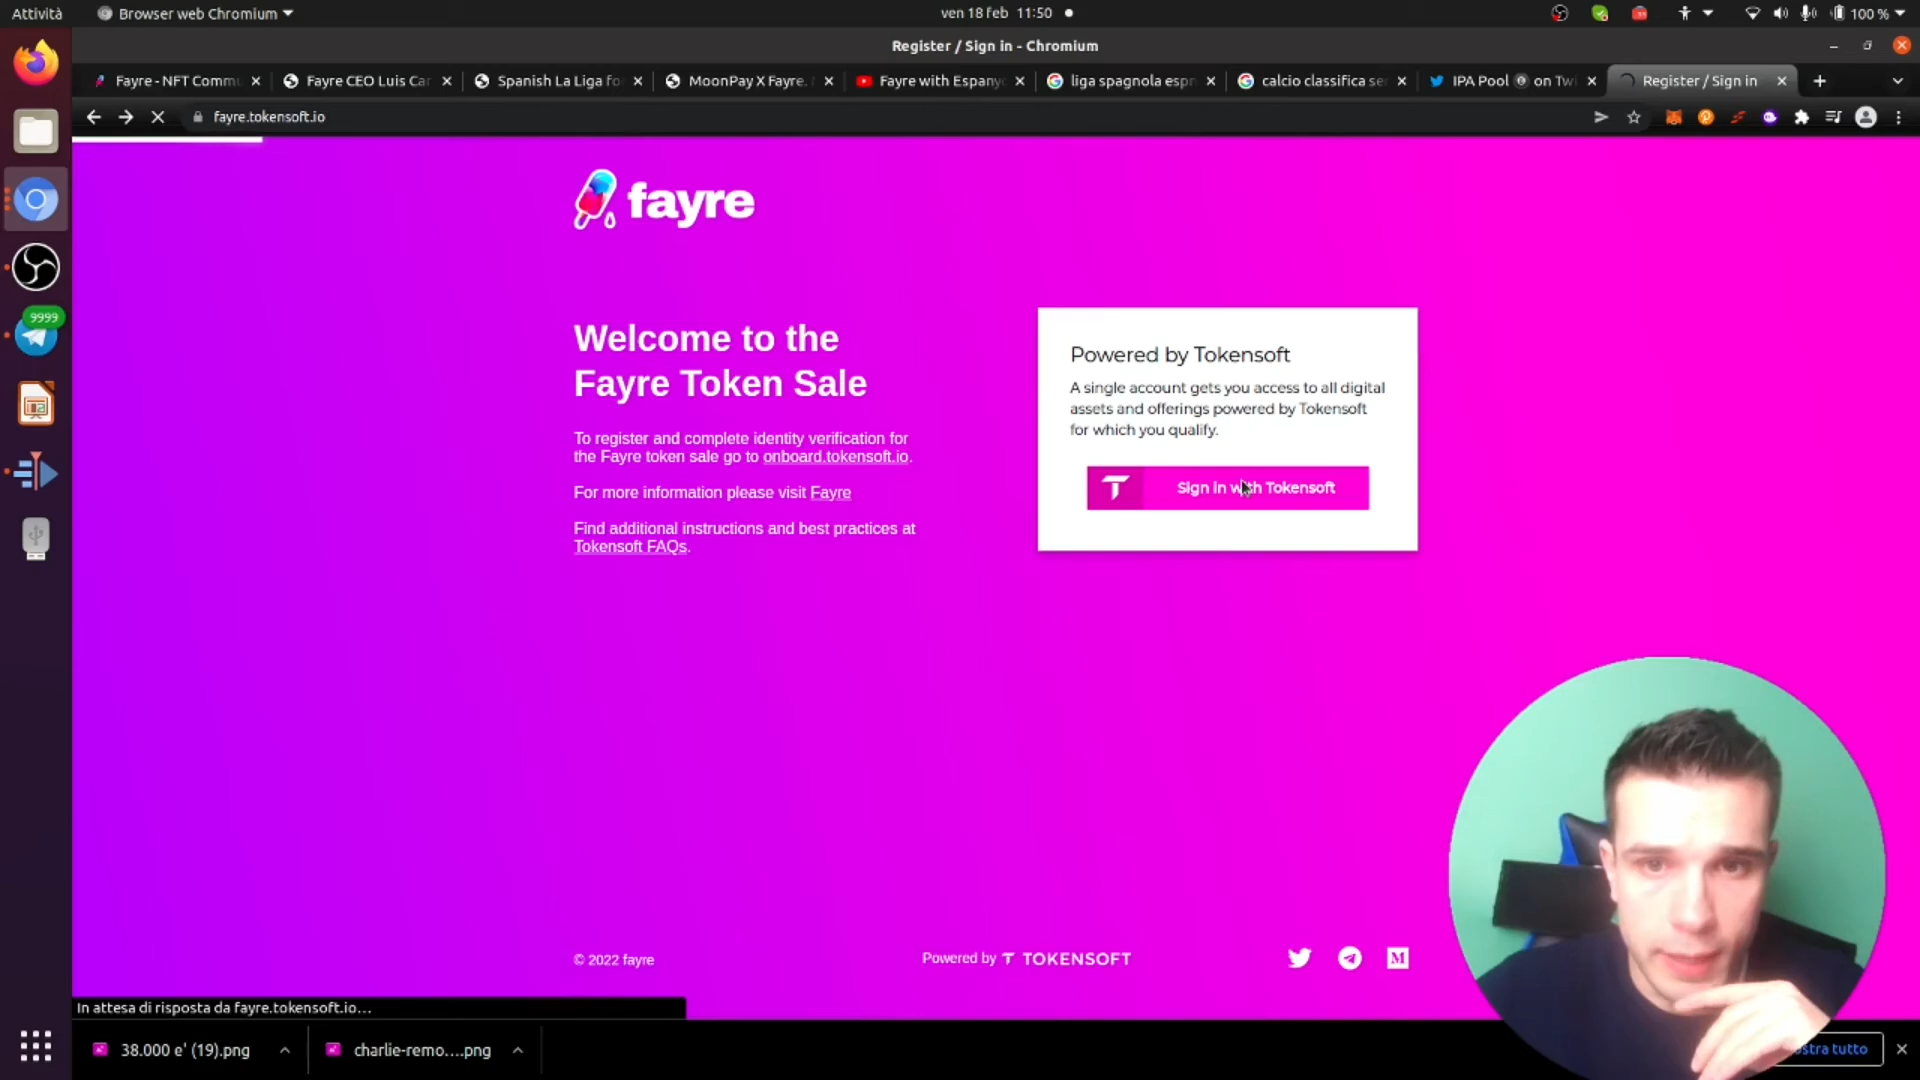 Attività
Browser web Chromium
ven 18 feb 11:50
100 %
Register / Sign in - Chromium
Fayre - NFT Commu
Fayre CEO Luis Car
Spanish La Liga fo
MoonPay X Fayre.
Fayre with Espany
liga spagnola espn
calcio classifica se
IPA Pool on Twi
Register / Sign in
fayre.tokensoft.io
fayre
Welcome to the
Fayre Token Sale
To register and complete identity verification for
the Fayre token sale go to onboard.tokensoft.io.
For more information please visit Fayre
Find additional instructions and best practices at
Tokensoft FAQs.
Powered by Tokensoft
A single account gets you access to all digital
assets and offerings powered by Tokensoft
for which you qualify.
T
Sign in with Tokensoft
9999
© 2022 fayre
Powered by T TOKENSOFT
M
In attesa di risposta da fayre.tokensoft.io...
38.000 e' (19).png
charlie-remo....png
stra tutto